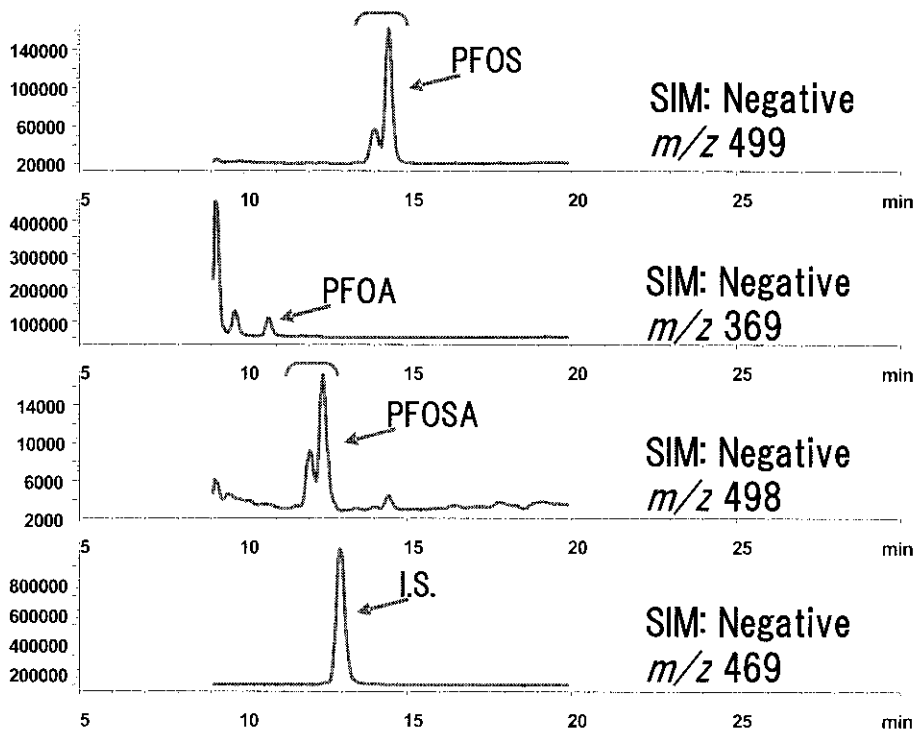 140000
100000
60000
20000
PFOS
SIM: Negative
m/z 499
5 10 15 20 25 min
400000
300000
200000
100000
PFOA
SIM: Negative
m/z 369
5 10 15 20 25 min
14000
10000
6000
2000
PFOSA
SIM: Negative
m/z 498
5 10 15 20 25 min
800000
600000
400000
200000
I.S.
SIM: Negative
m/z 469
5 10 15 20 25 min